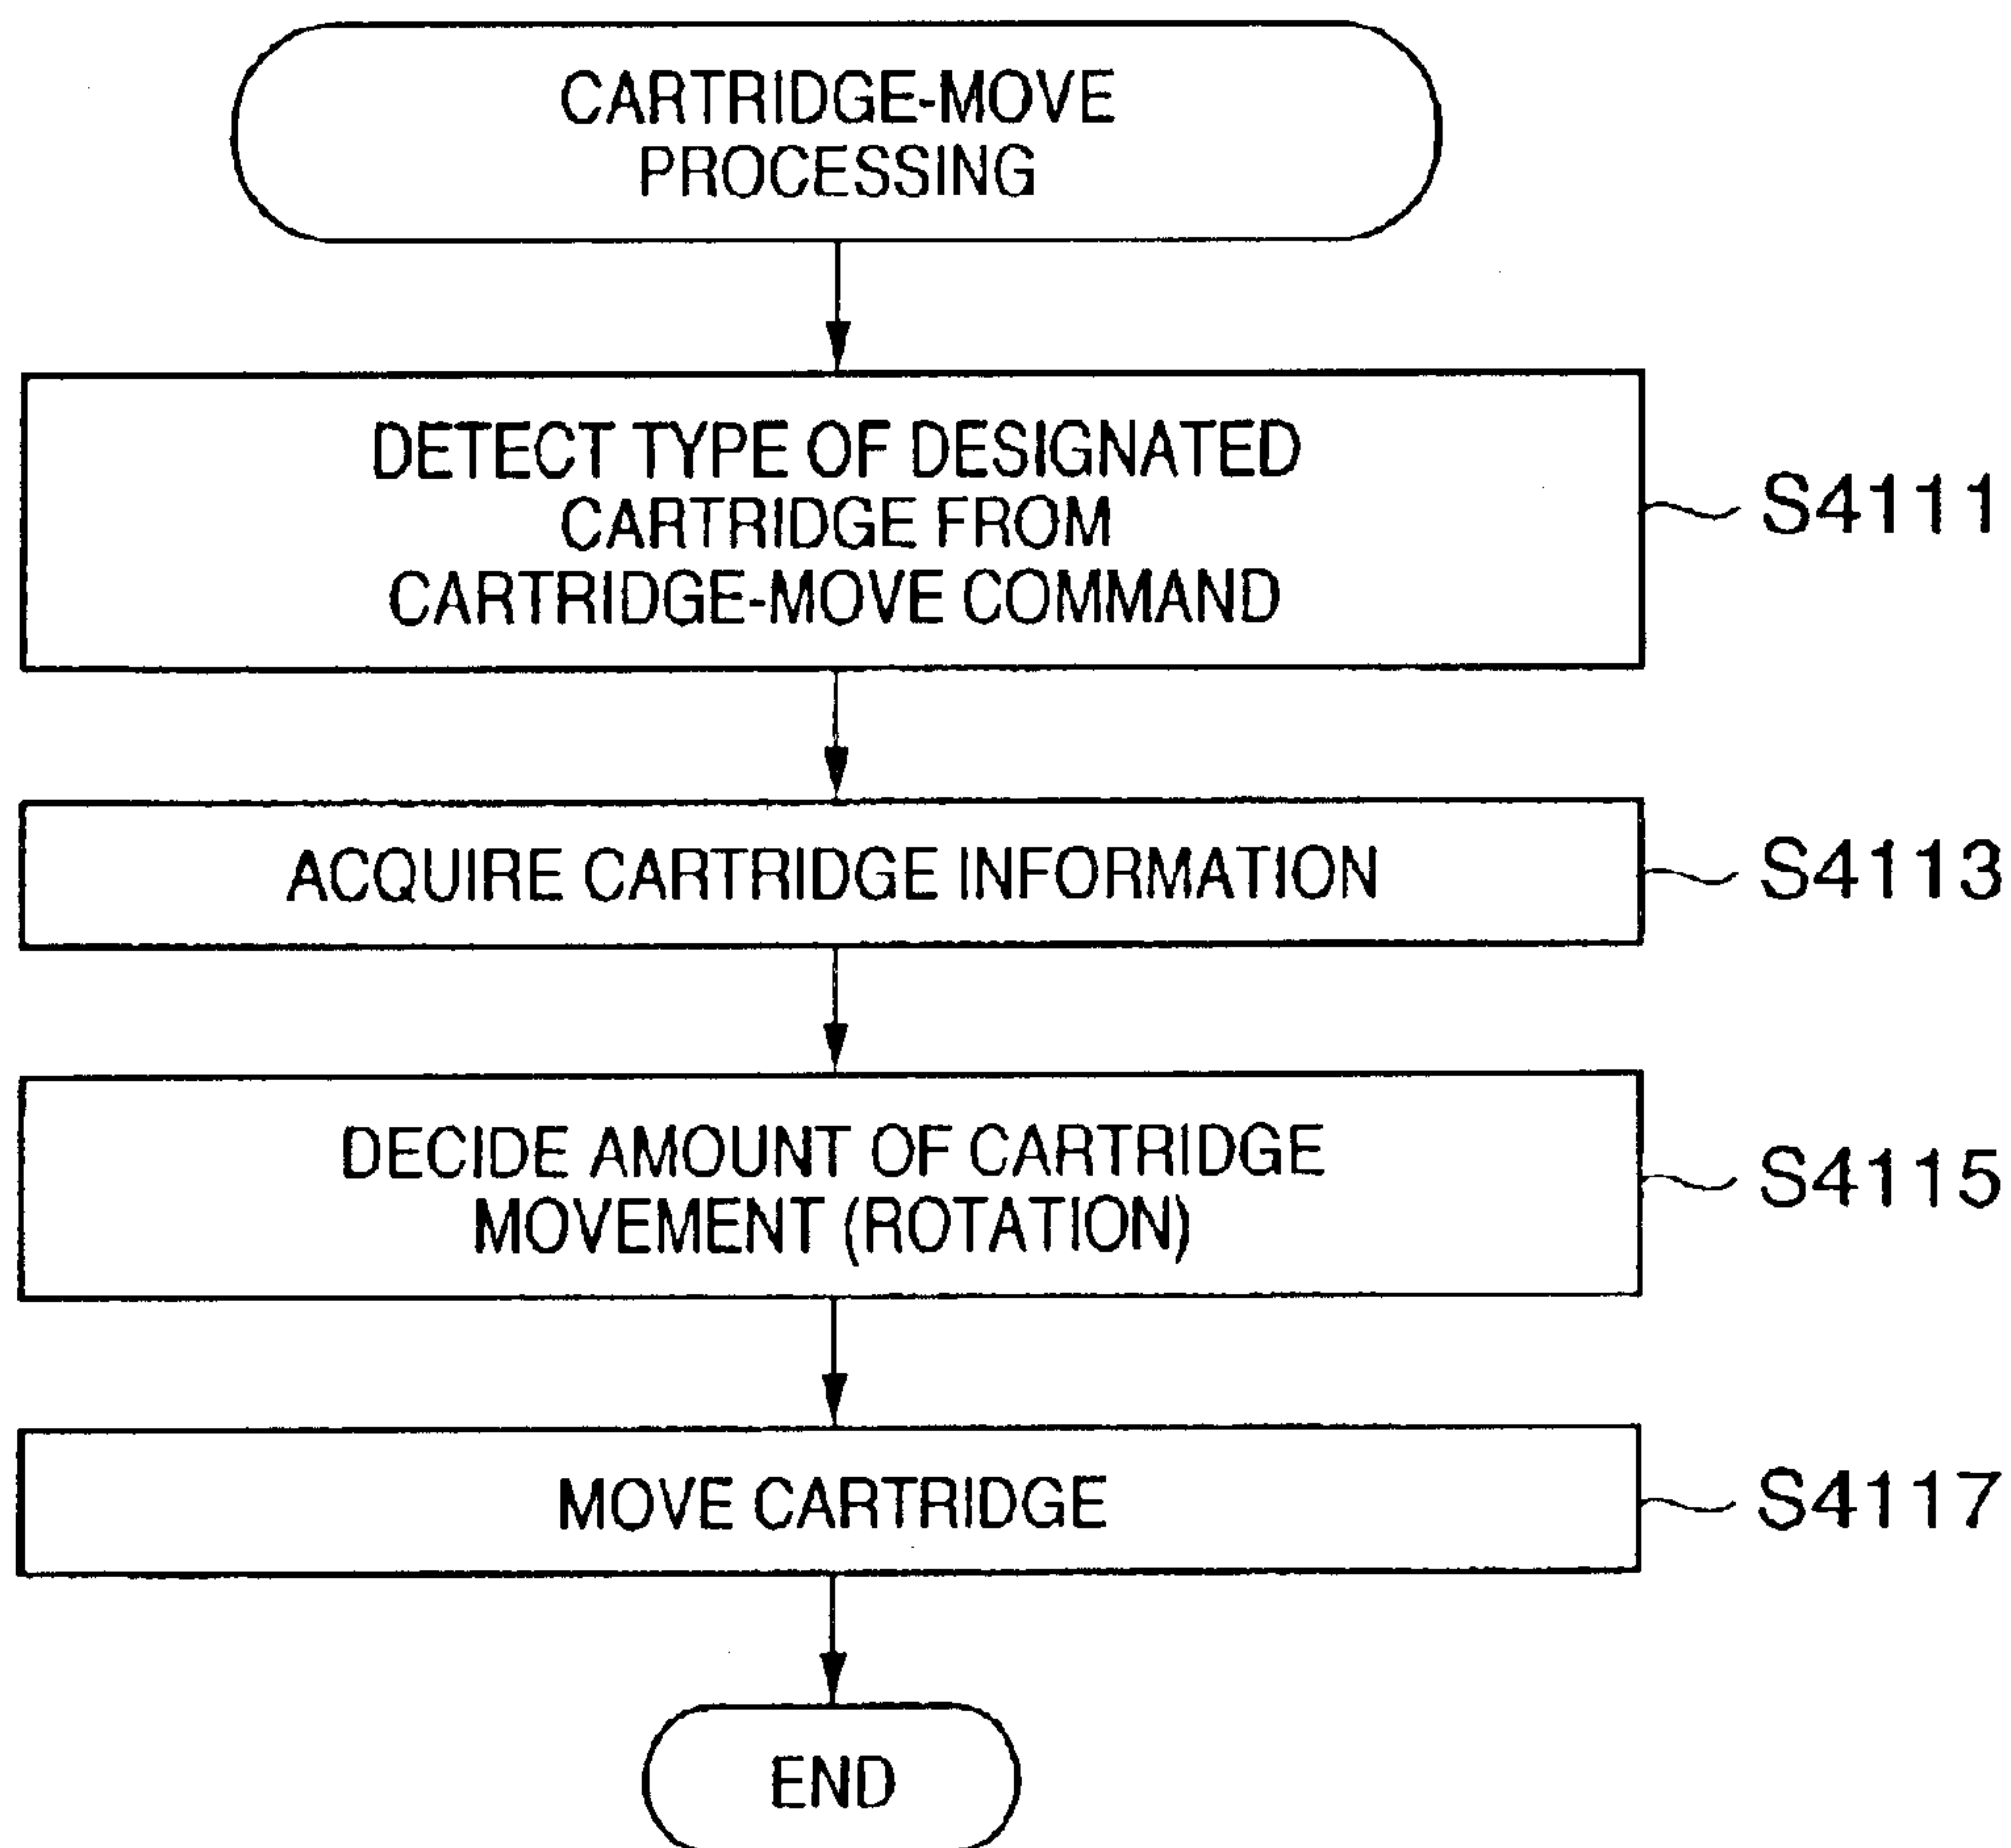 CARTRIDGE-MOVE
PROCESSING
DETECT TYPE OF DESIGNATED
CARTRIDGE FROM
CARTRIDGE-MOVE COMMAND
S4111
ACQUIRE CARTRIDGE INFORMATION
S4113
DECIDE AMOUNT OF CARTRIDGE
MOVEMENT (ROTATION)
S4115
MOVE CARTRIDGE
S4117
END